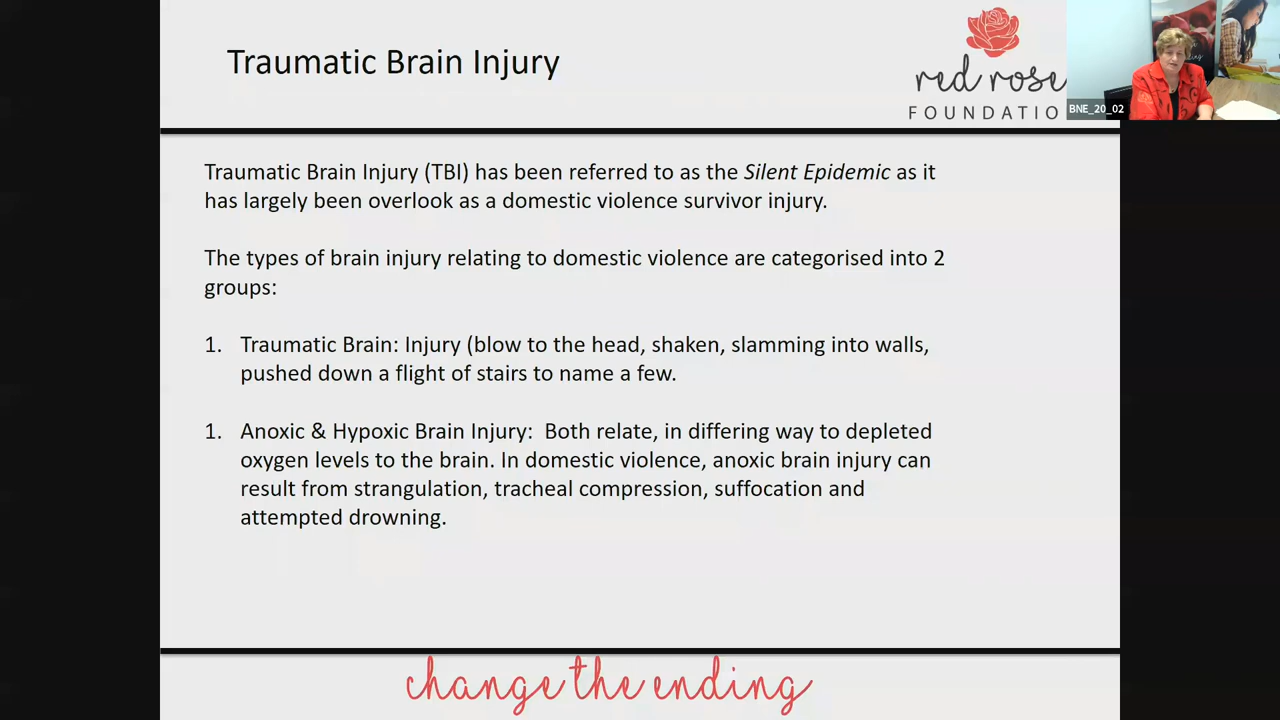 Traumatic Brain Injury
red rose
FOUNDATIO
BNE_20_02
Traumatic Brain Injury (TBI) has been referred to as the Silent Epidemic as it
has largely been overlook as a domestic violence survivor injury.
The types of brain injury relating to domestic violence are categorised into 2
groups:
1. Traumatic Brain: Injury (blow to the head, shaken, slamming into walls,
pushed down a flight of stairs to name a few.
1. Anoxic & Hypoxic Brain Injury:  Both relate, in differing way to depleted
oxygen levels to the brain. In domestic violence, anoxic brain injury can
result from strangulation, tracheal compression, suffocation and
attempted drowning.
change the ending